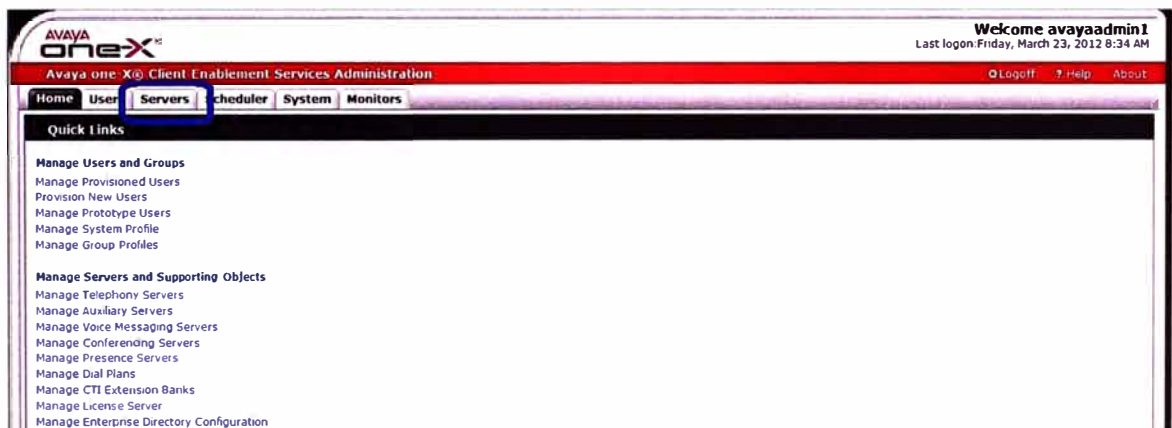 AVAYA
one-X®
Welcome avayaadmin1
Last logon:Friday, March 23, 2012 8:34 AM
Avaya one-X® Client Enablement Services Administration
Logoff ? Help About
Home User Servers cheduler System Monitors
Quick Links
Manage Users and Groups
Manage Provisioned Users
Provision New Users
Manage Prototype Users
Manage System Profile
Manage Group Profiles
Manage Servers and Supporting Objects
Manage Telephony Servers
Manage Auxiliary Servers
Manage Voice Messaging Servers
Manage Conferencing Servers
Manage Presence Servers
Manage Dial Plans
Manage CTI Extension Banks
Manage License Server
Manage Enterprise Directory Configuration